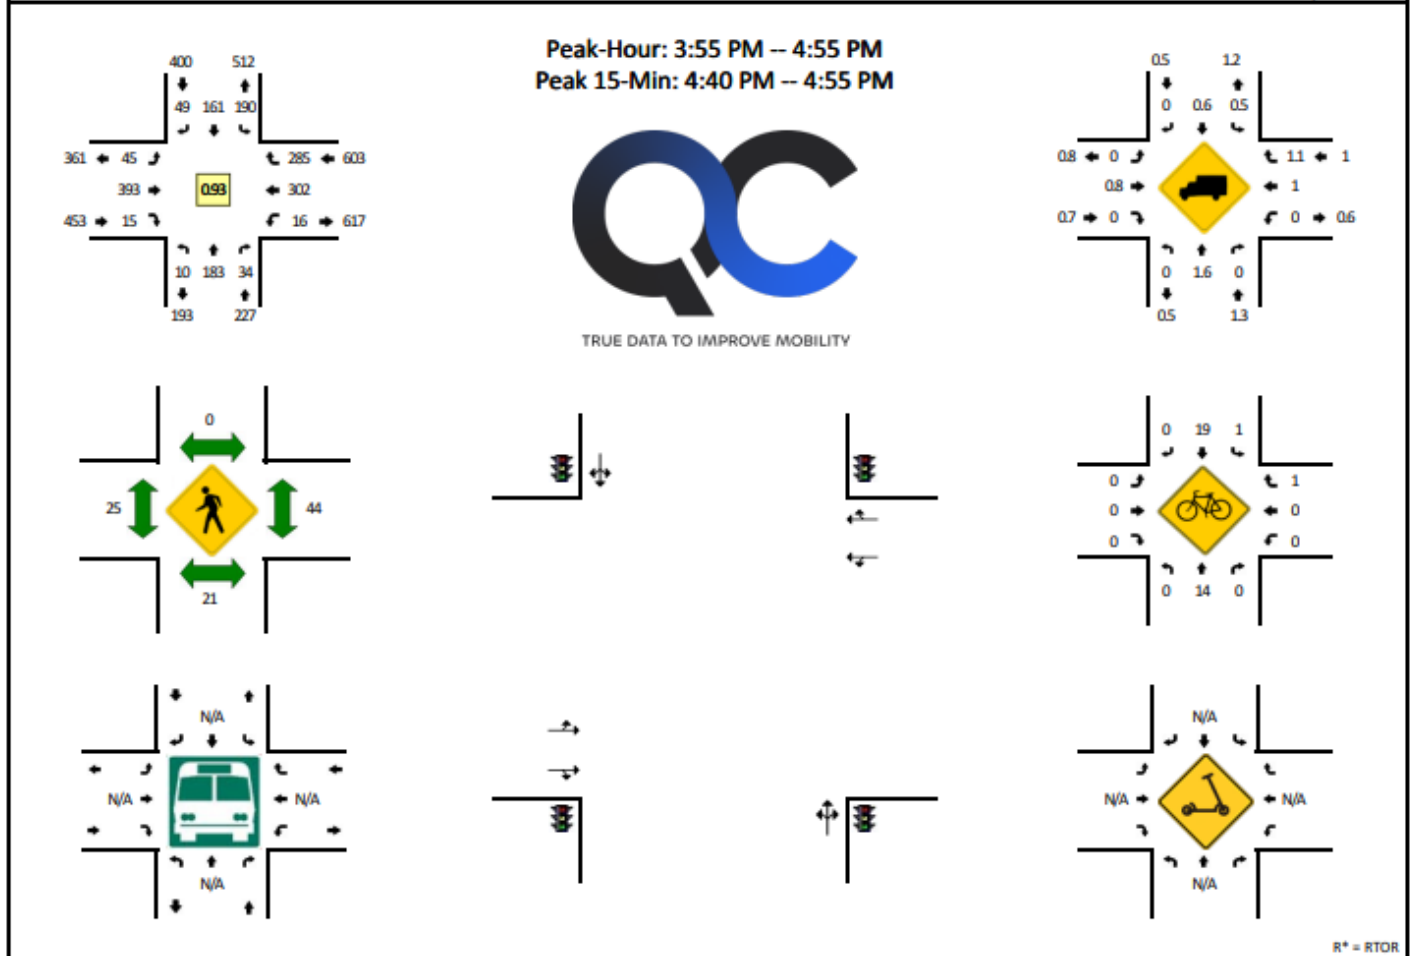 Peak-Hour: 3:55 PM -- 4:55 PM
Peak 15-Min: 4:40 PM -- 4:55 PM
400 512
49 161 190
361 45 285 603
393 0.93 302
453 15 16 617
10 183 34
193 227
QC
TRUE DATA TO IMPROVE MOBILITY
0.5 1.2
0 0.6 0.5
0.8 0 1.1 1
0.8 1
0.7 0 0 0.6
0 1.6 0
0.5 1.3
0
25 44
21
0 19 1
0 1
0 0
0 0
0 14 0
N/A
N/A N/A
N/A
N/A
N/A N/A
N/A
R* = RTOR